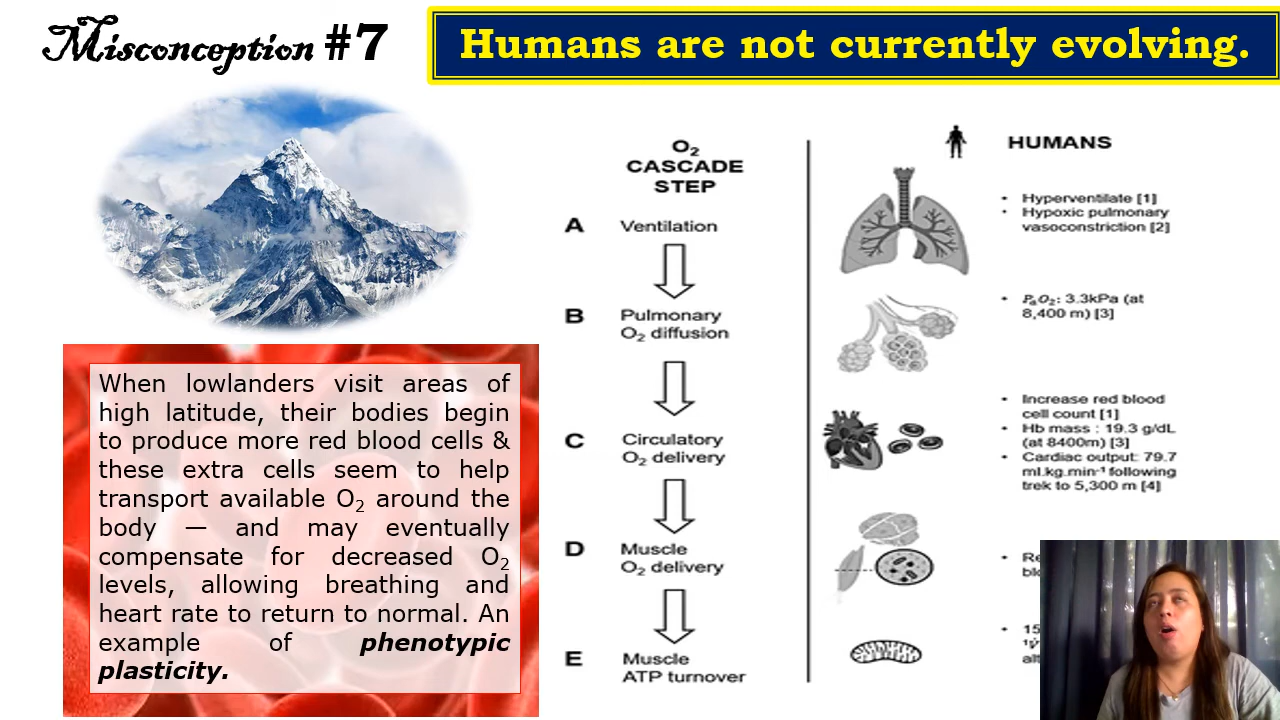 Misconception #7
Humans are not currently evolving.
When lowlanders visit areas of
high latitude, their bodies begin
to produce more red blood cells &
these extra cells seem to help
transport available O₂ around the
body — and may eventually
compensate for decreased O₂
levels, allowing breathing and
heart rate to return to normal. An
example of phenotypic
plasticity.
O₂
CASCADE
STEP
A Ventilation
B Pulmonary
O₂ diffusion
C Circulatory
O₂ delivery
D Muscle
O₂ delivery
E Muscle
ATP turnover
HUMANS
• Hyperventilate [1]
• Hypoxic pulmonary
vasoconstriction [2]
• PₐO₂: 3.3kPa (at
8,400 m) [3]
• Increase red blood
cell count [1]
• Hb mass : 19.3 g/dL
(at 8400m) [3]
• Cardiac output: 79.7
ml.kg.min⁻¹ following
trek to 5,300 m [4]
• 15